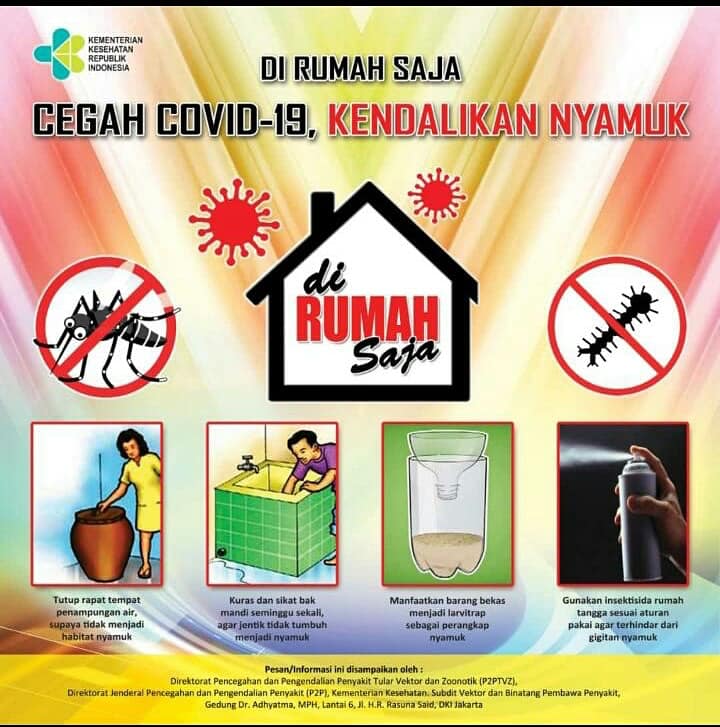 KEMENTERIAN
KESEHATAN
REPUBLIK
INDONESIA
DI RUMAH SAJA
CEGAH COVID-19, KENDALIKAN NYAMUK
di
RUMAH
Saja
Tutup rapat tempat
penampungan air,
supaya tidak menjadi
habitat nyamuk
Kuras dan sikat bak
mandi seminggu sekali,
agar jentik tidak tumbuh
menjadi nyamuk
Manfaatkan barang bekas
menjadi larvitrap
sebagai perangkap
nyamuk
Gunakan insektisida rumah
tangga sesuai aturan
pakai agar terhindar dari
gigitan nyamuk
Pesan/Informasi ini disampaikan oleh :
Direktorat Pencegahan dan Pengendalian Penyakit Tular Vektor dan Zoonotik (P2PTVZ),
Direktorat Jenderal Pencegahan dan Pengendalian Penyakit (P2P), Kementerian Kesehatan. Subdit Vektor dan Binatang Pembawa Penyakit,
Gedung Dr. Adhyatma, MPH, Lantai 6, Jl. H.R. Rasuna Said, DKI Jakarta